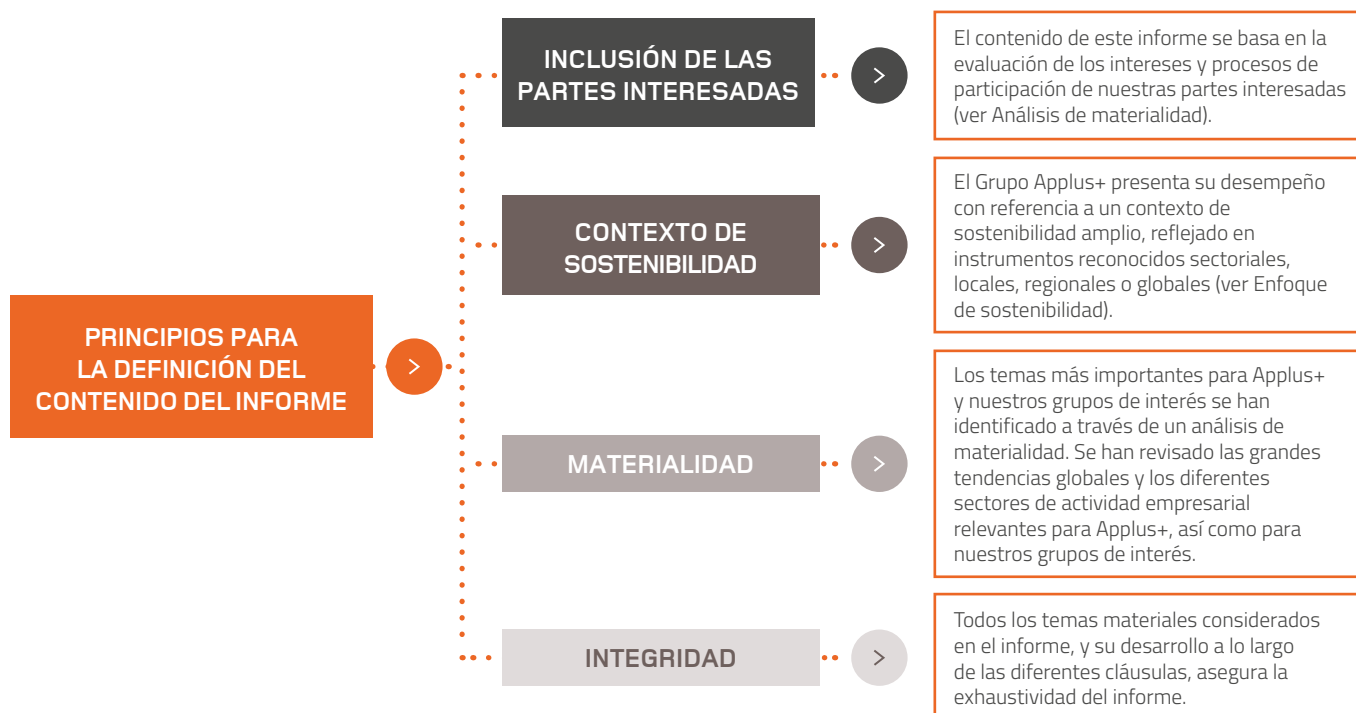 PRINCIPIOS PARA
LA DEFINICIÓN DEL
CONTENIDO DEL INFORME
INCLUSIÓN DE LAS
PARTES INTERESADAS
El contenido de este informe se basa en la
evaluación de los intereses y procesos de
participación de nuestras partes interesadas
(ver Análisis de materialidad).
CONTEXTO DE
SOSTENIBILIDAD
El Grupo Applus+ presenta su desempeño
con referencia a un contexto de
sostenibilidad amplio, reflejado en
instrumentos reconocidos sectoriales,
locales, regionales o globales (ver Enfoque
de sostenibilidad).
MATERIALIDAD
Los temas más importantes para Applus+
y nuestros grupos de interés se han
identificado a través de un análisis de
materialidad. Se han revisado las grandes
tendencias globales y los diferentes
sectores de actividad empresarial
relevantes para Applus+, así como para
nuestros grupos de interés.
INTEGRIDAD
Todos los temas materiales considerados
en el informe, y su desarrollo a lo largo
de las diferentes cláusulas, asegura la
exhaustividad del informe.